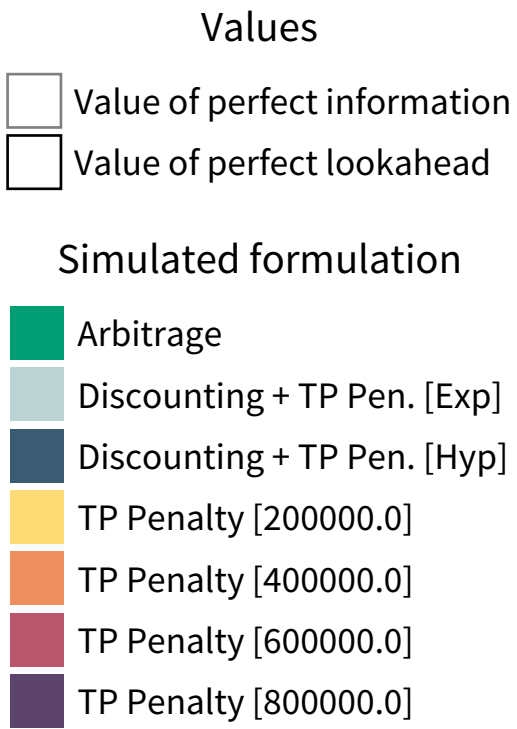 Values
Value of perfect information
Value of perfect lookahead
Simulated formulation
Arbitrage
Discounting + TP Pen. [Exp]
Discounting + TP Pen. [Hyp]
TP Penalty [200000.0]
TP Penalty [400000.0]
TP Penalty [600000.0]
TP Penalty [800000.0]